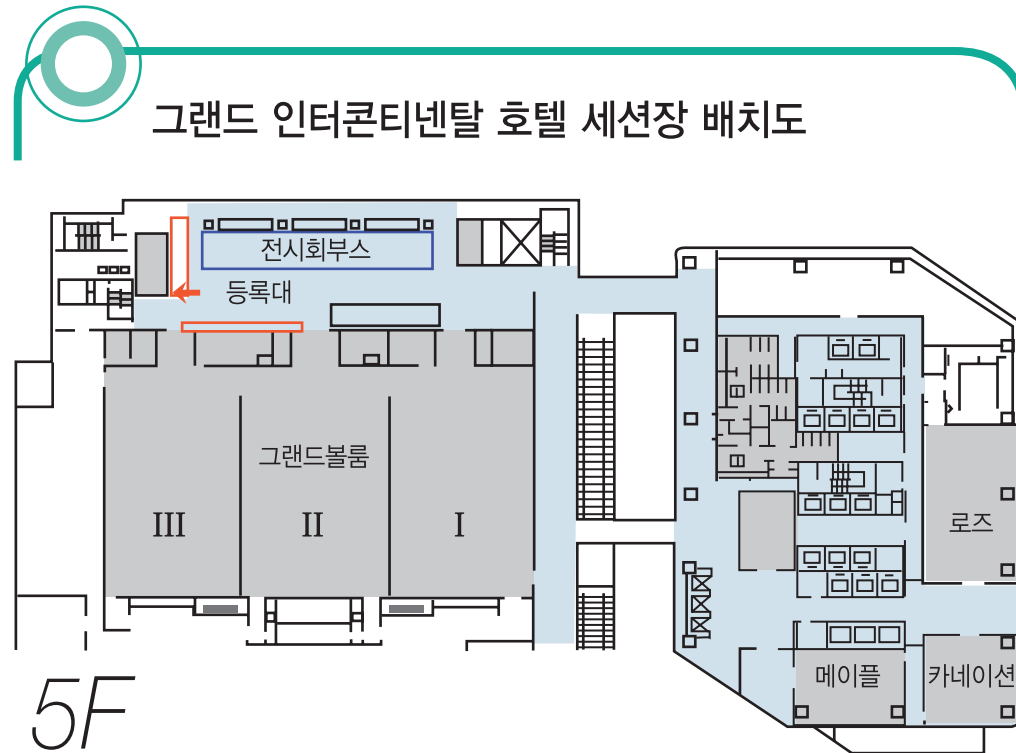 그랜드 인터콘티넨탈 호텔 세션장 배치도
전시회부스
등록대
그랜드볼룸
III II I
로즈
메이플 카네이션
5F